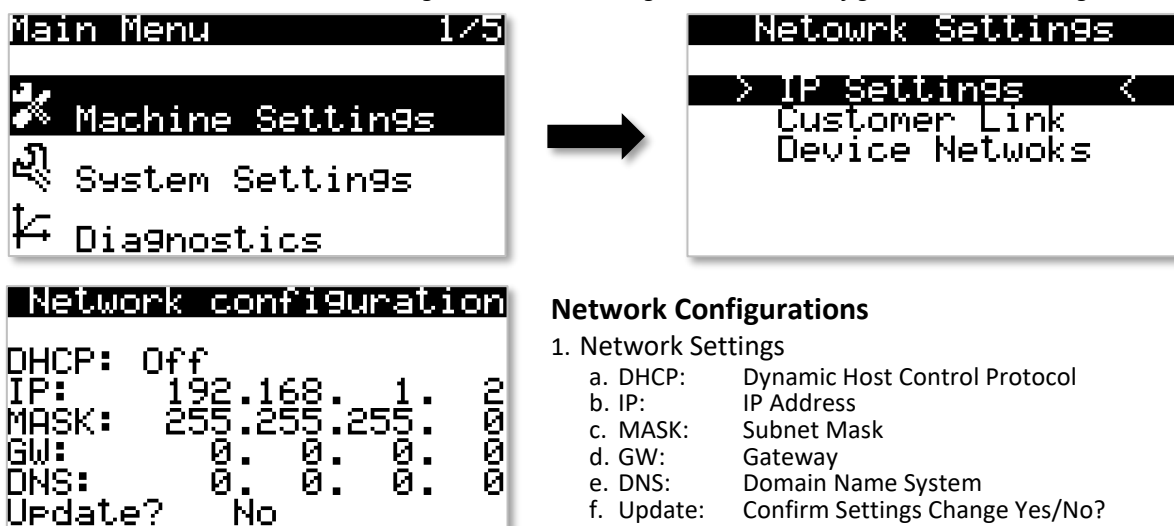 Main Menu 1/5
Machine Settings
System Settings
Diagnostics
Netowrk Settings
> IP Settings <
Customer Link
Device Netwoks
Network configuration
DHCP: Off
IP: 192.168. 1. 2
MASK: 255.255.255. 0
GW: 0. 0. 0. 0
DNS: 0. 0. 0. 0
Update? No
Network Configurations
1. Network Settings
a. DHCP: Dynamic Host Control Protocol
b. IP: IP Address
c. MASK: Subnet Mask
d. GW: Gateway
e. DNS: Domain Name System
f. Update: Confirm Settings Change Yes/No?